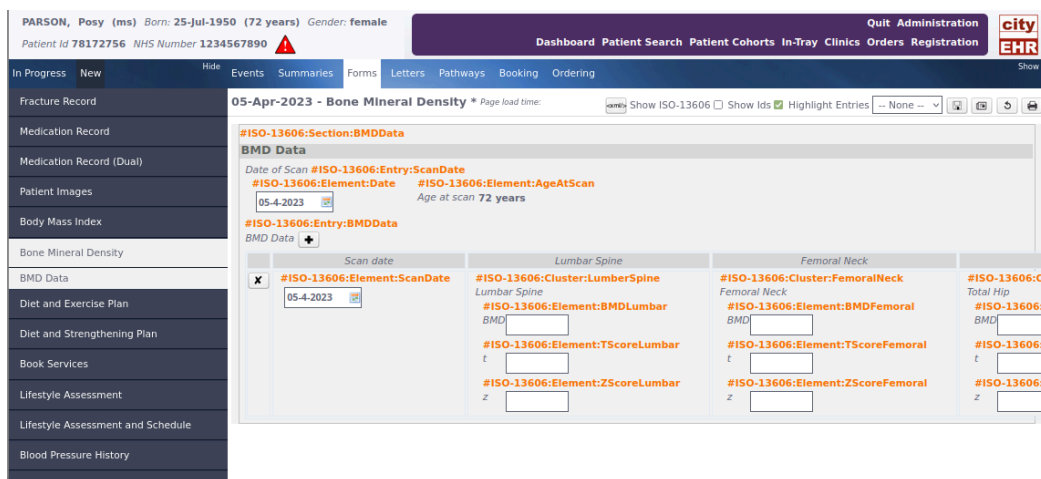 PARSON, Posy (ms) Born: 25-Jul-1950 (72 years) Gender: female
Patient Id 78172756 NHS Number 1234567890
Quit Administration
Dashboard Patient Search Patient Cohorts In-Tray Clinics Orders Registration
city
EHR
In Progress New Hide
Events Summaries Forms Letters Pathways Booking Ordering Show
Fracture Record
Medication Record
Medication Record (Dual)
Patient Images
Body Mass Index
Bone Mineral Density
BMD Data
Diet and Exercise Plan
Diet and Strengthening Plan
Book Services
Lifestyle Assessment
Lifestyle Assessment and Schedule
Blood Pressure History
05-Apr-2023 - Bone Mineral Density * Page load time:
Show ISO-13606 Show Ids Highlight Entries -- None --
#ISO-13606:Section:BMDData
BMD Data
Date of Scan #ISO-13606:Entry:ScanDate
#ISO-13606:Element:Date #ISO-13606:Element:AgeAtScan
05-4-2023 Age at scan 72 years
#ISO-13606:Entry:BMDData
BMD Data
Scan date Lumbar Spine Femoral Neck
x #ISO-13606:Element:ScanDate #ISO-13606:Cluster:LumberSpine #ISO-13606:Cluster:FemoralNeck #ISO-13606:C
05-4-2023 Lumbar Spine Femoral Neck Total Hip
#ISO-13606:Element:BMDLumbar #ISO-13606:Element:BMDFemoral #ISO-13606:
BMD BMD BMD
#ISO-13606:Element:TScoreLumbar #ISO-13606:Element:TScoreFemoral #ISO-13606:
t t t
#ISO-13606:Element:ZScoreLumbar #ISO-13606:Element:ZScoreFemoral #ISO-13606:
z z z